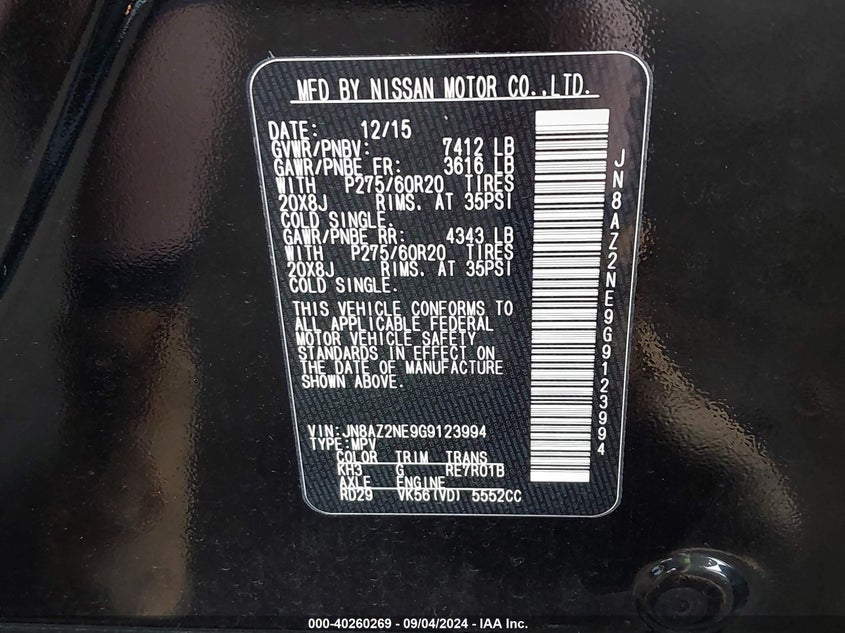 MFD BY NISSAN MOTOR CO.,LTD.
DATE: 12/15
GVWR/PNBV: 7412 LB
GAWR/PNBE FR: 3616 LB
WITH P275/60R20 TIRES
20X8J RIMS. AT 35PSI
COLD SINGLE.
GAWR/PNBE RR: 4343 LB
WITH P275/60R20 TIRES
20X8J RIMS. AT 35PSI
COLD SINGLE.
THIS VEHICLE CONFORMS TO
ALL APPLICABLE FEDERAL
MOTOR VEHICLE SAFETY
STANDARDS IN EFFECT ON
THE DATE OF MANUFACTURE
SHOWN ABOVE.
VIN: JN8AZ2NE9G9123994
TYPE: MPV
COLOR TRIM TRANS
KH3 G RE7R01B
AXLE ENGINE
RD29 VK56(VD) 5552CC
JN8AZ2NE9G9123994
000-40260269 - 09/04/2024 - IAA Inc.